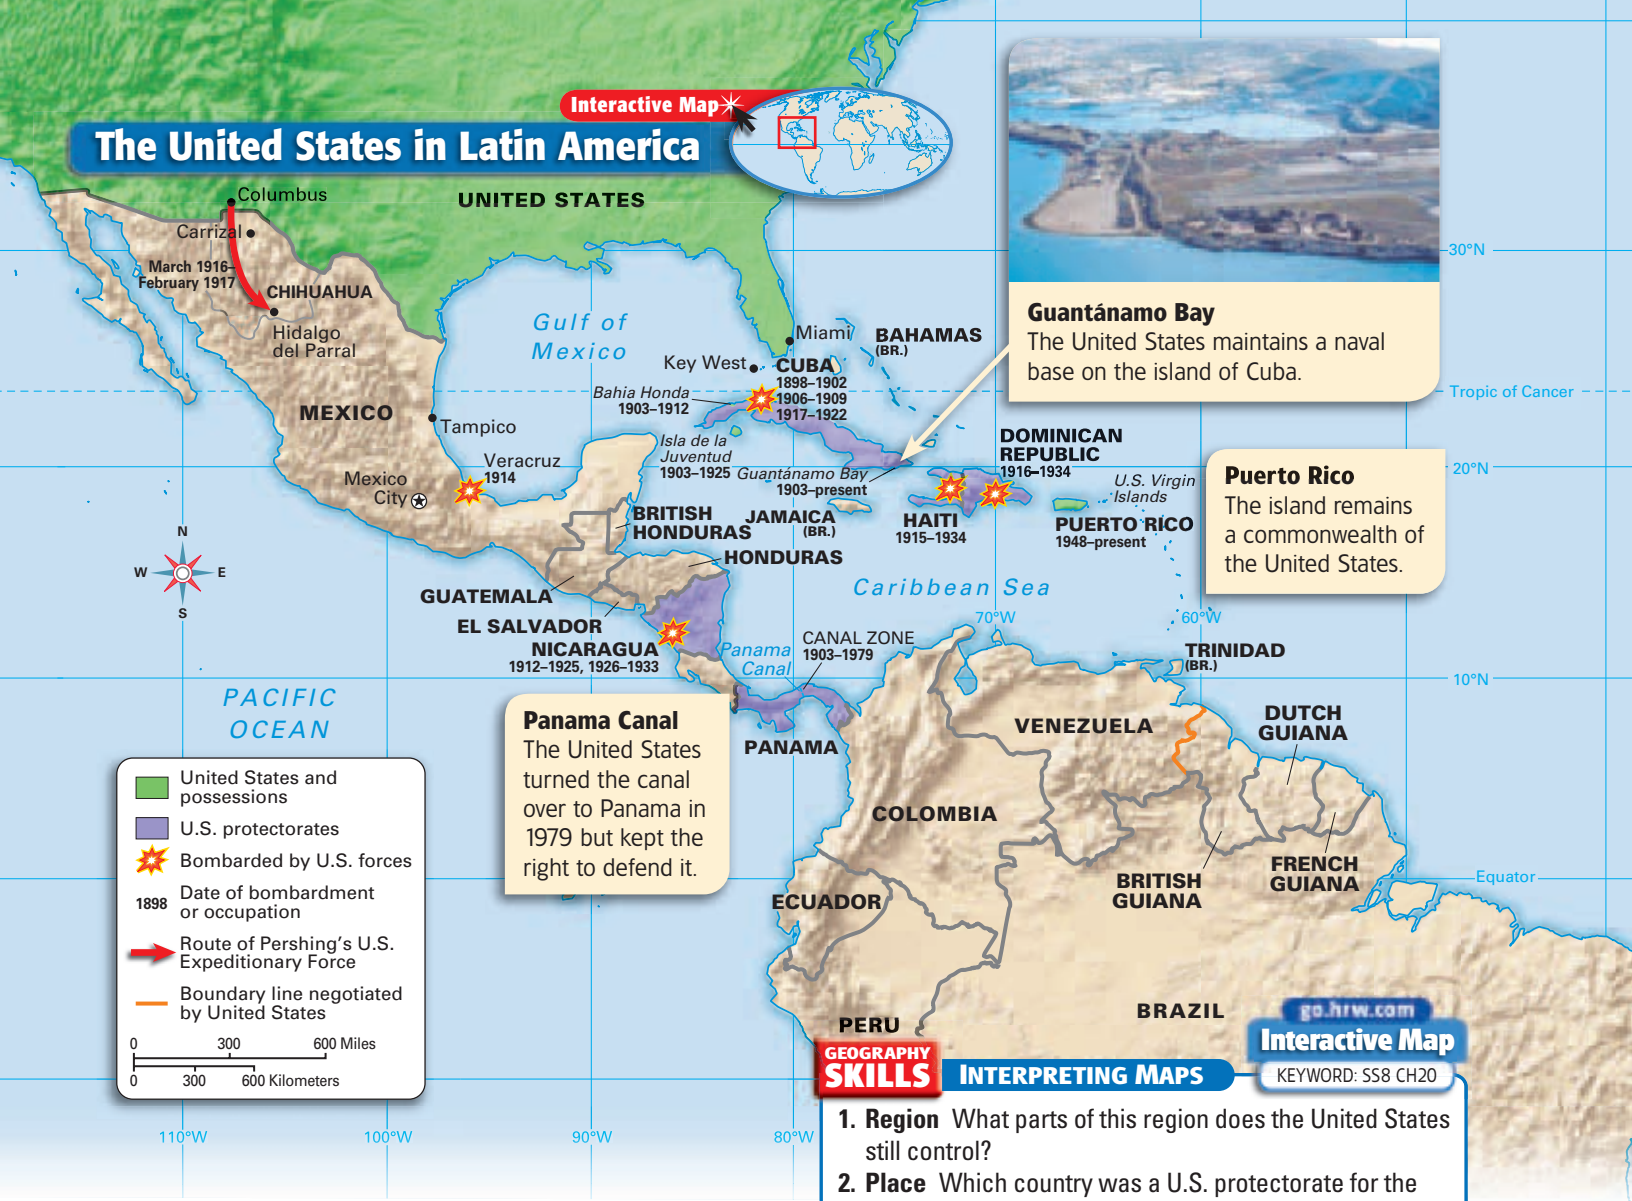 Interactive Map
The United States in Latin America
Columbus
UNITED STATES
Carrizal
March 1916–
February 1917
CHIHUAHUA
Hidalgo
del Parral
Gulf of
Mexico
Miami
BAHAMAS
(BR.)
Key West
CUBA
1898–1902
1906–1909
1917–1922
Bahia Honda
1903–1912
30°N
Guantánamo Bay
The United States maintains a naval
base on the island of Cuba.
Tropic of Cancer
MEXICO
Tampico
Isla de la
Juventud
1903–1925
Guantánamo Bay
1903–present
DOMINICAN
REPUBLIC
1916–1934
U.S. Virgin
Islands
20°N
Puerto Rico
The island remains
a commonwealth of
the United States.
Veracruz
1914
Mexico
City
BRITISH
HONDURAS
JAMAICA
(BR.)
HAITI
1915–1934
PUERTO RICO
1948–present
N
W
E
S
HONDURAS
GUATEMALA
EL SALVADOR
NICARAGUA
1912–1925, 1926–1933
Caribbean Sea
70°W
60°W
Panama
Canal
CANAL ZONE
1903–1979
TRINIDAD
(BR.)
10°N
PACIFIC
OCEAN
Panama Canal
The United States
turned the canal
over to Panama in
1979 but kept the
right to defend it.
PANAMA
VENEZUELA
DUTCH
GUIANA
COLOMBIA
BRITISH
GUIANA
FRENCH
GUIANA
Equator
ECUADOR
PERU
BRAZIL
United States and
possessions
U.S. protectorates
Bombarded by U.S. forces
1898
Date of bombardment
or occupation
Route of Pershing's U.S.
Expeditionary Force
Boundary line negotiated
by United States
0 300 600 Miles
0 300 600 Kilometers
110°W
100°W
90°W
80°W
go.hrw.com
Interactive Map
KEYWORD: SS8 CH20
GEOGRAPHY
SKILLS
INTERPRETING MAPS
1. Region What parts of this region does the United States
still control?
2. Place Which country was a U.S. protectorate for the